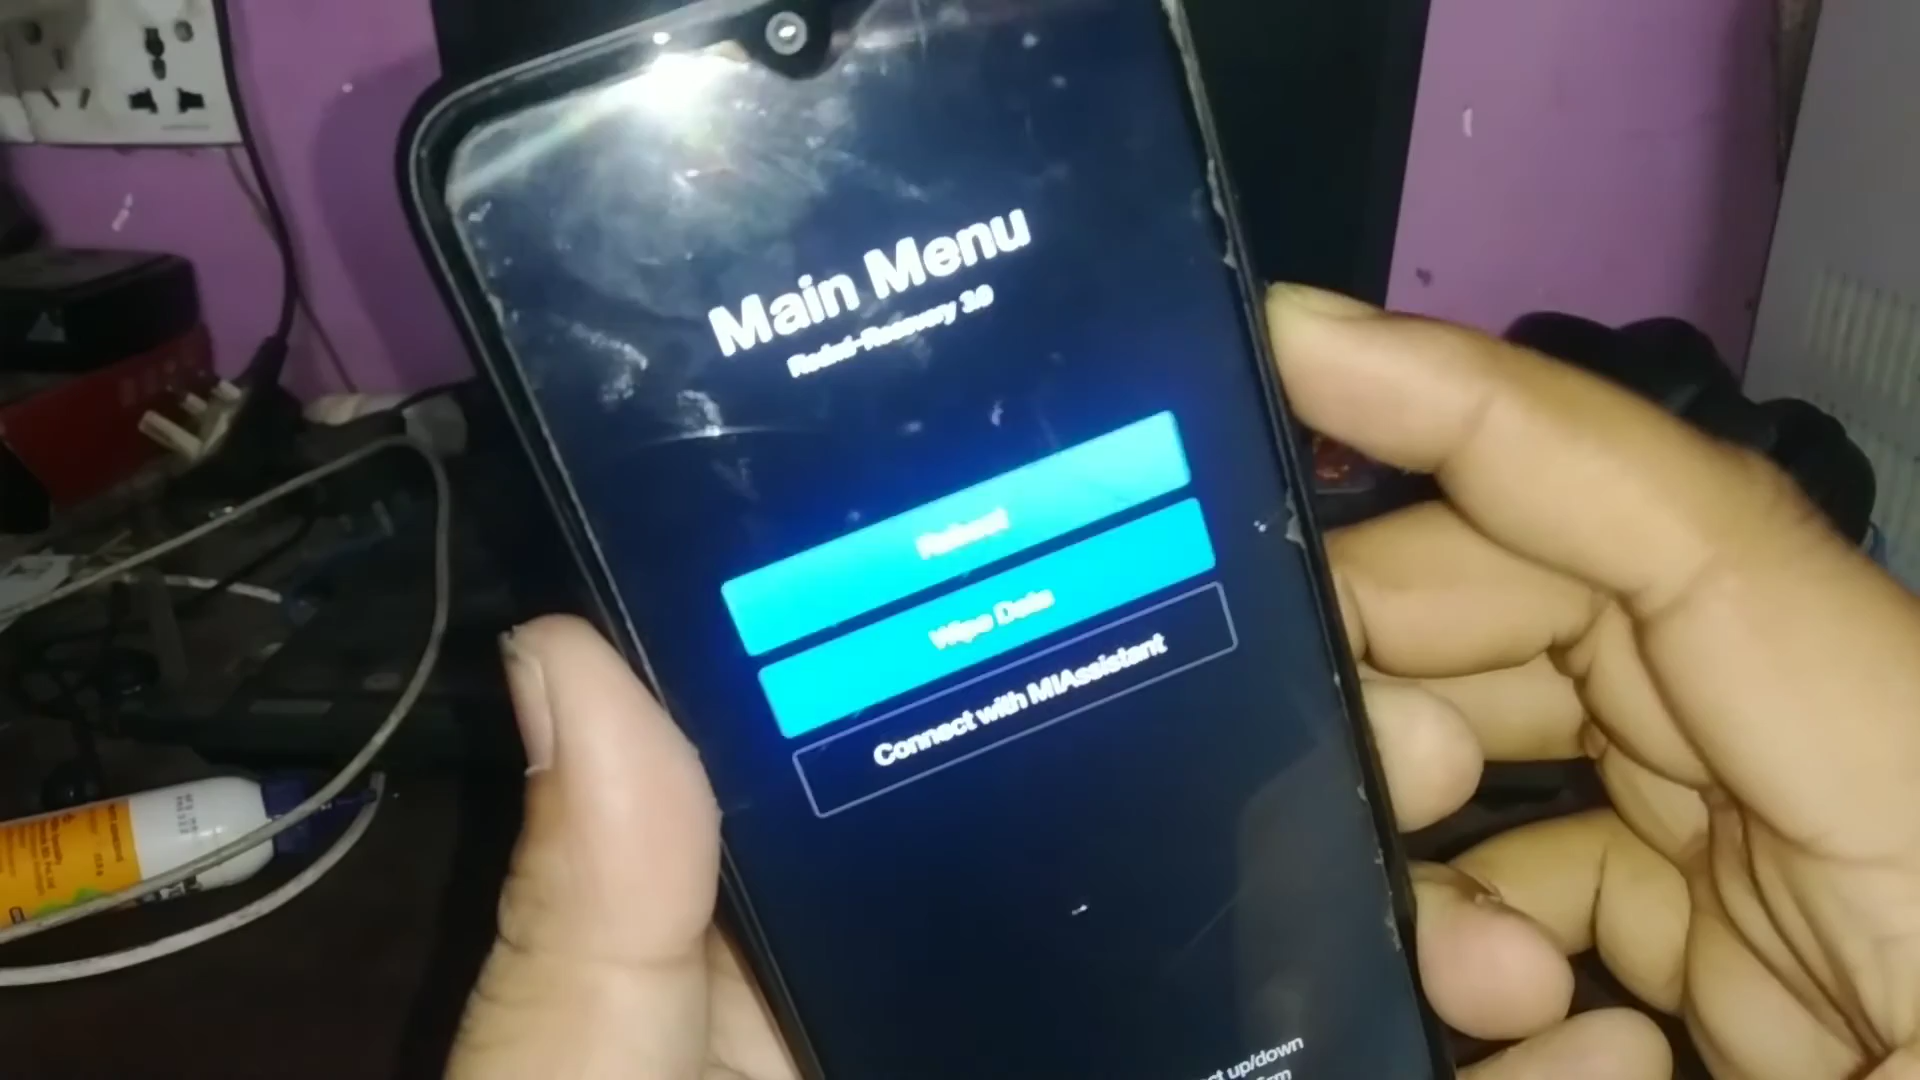 Main Menu
Redmi-Recovery 3.0
Reboot
Wipe Data
Connect with MIAssistant
up/down